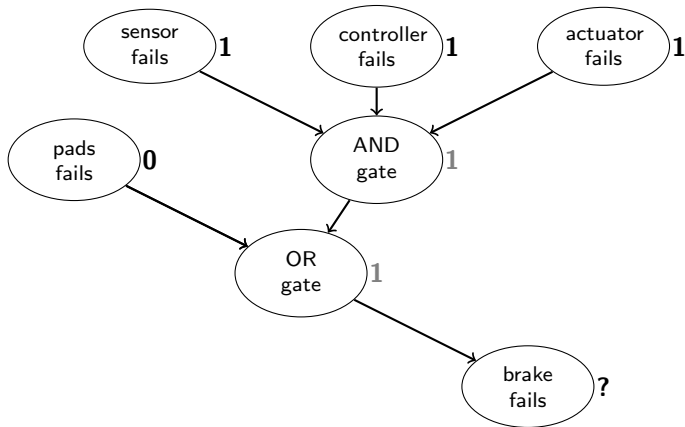 sensor
fails
1
controller
fails
1
actuator
fails
1
pads
fails
0
AND
gate
1
OR
gate
1
brake
fails
?